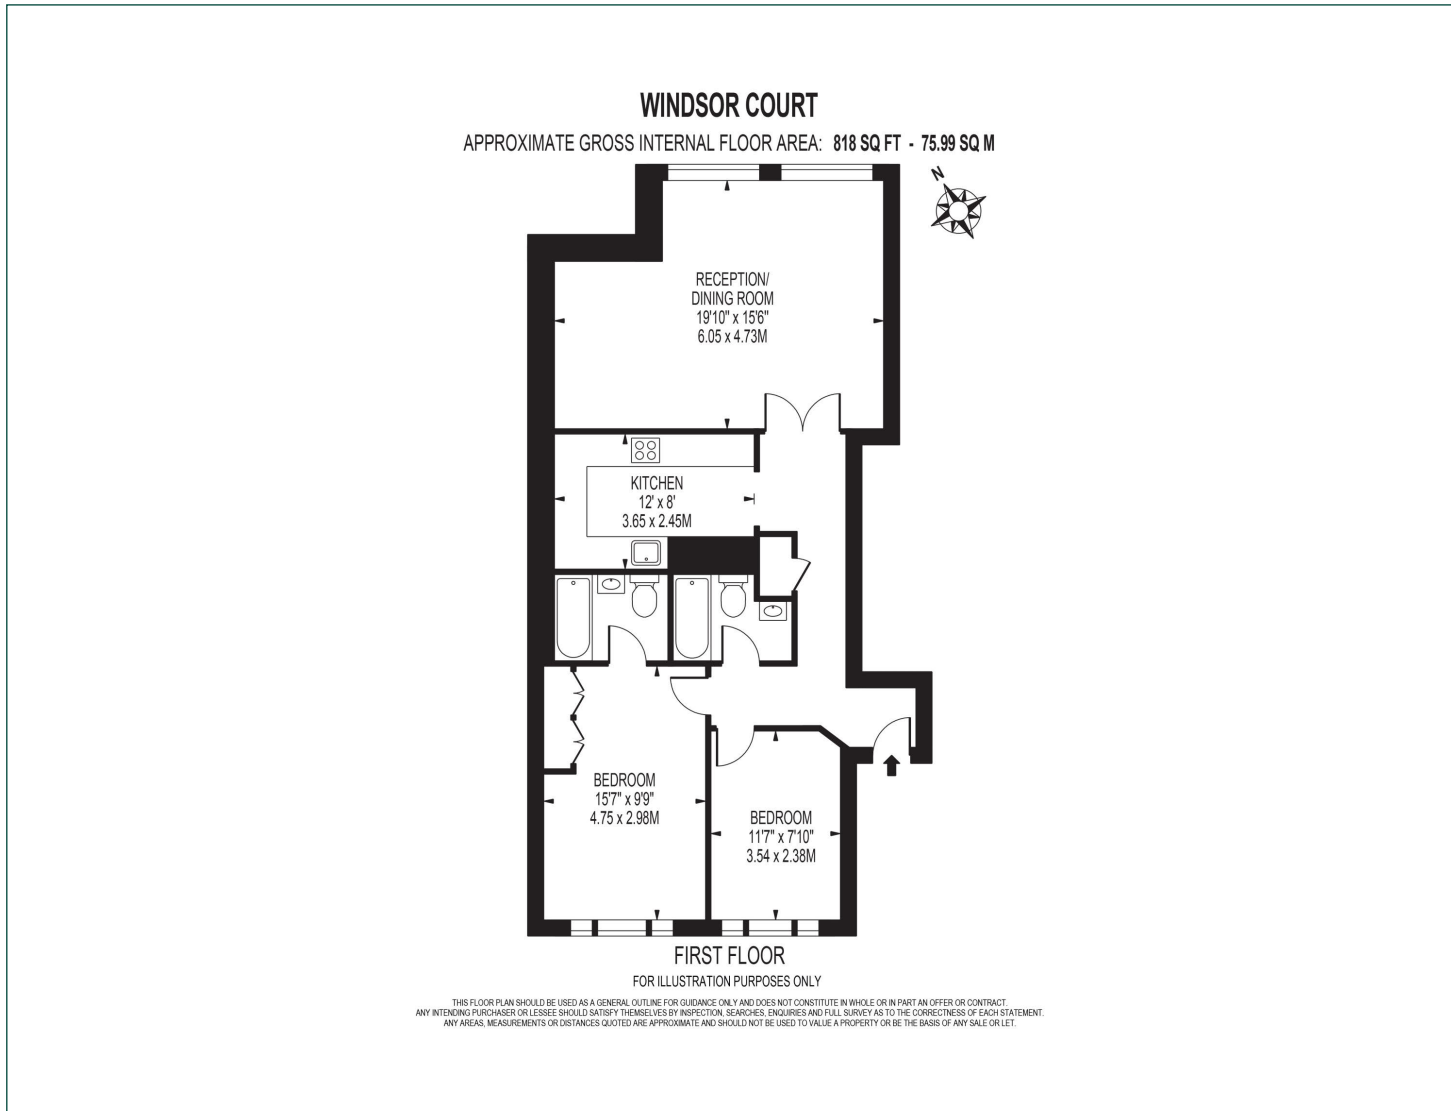 WINDSOR COURT
APPROXIMATE GROSS INTERNAL FLOOR AREA: 818 SQ FT - 75.99 SQ M
N
RECEPTION/
DINING ROOM
19'10" x 15'6"
6.05 x 4.73M
KITCHEN
12' x 8'
3.65 x 2.45M
BEDROOM
15'7" x 9'9"
4.75 x 2.98M
BEDROOM
11'7" x 7'10"
3.54 x 2.38M
FIRST FLOOR
FOR ILLUSTRATION PURPOSES ONLY
THIS FLOOR PLAN SHOULD BE USED AS A GENERAL OUTLINE FOR GUIDANCE ONLY AND DOES NOT CONSTITUTE IN WHOLE OR IN PART AN OFFER OR CONTRACT.
ANY INTENDING PURCHASER OR LESSEE SHOULD SATISFY THEMSELVES BY INSPECTION, SEARCHES, ENQUIRIES AND FULL SURVEY AS TO THE CORRECTNESS OF EACH STATEMENT.
ANY AREAS, MEASUREMENTS OR DISTANCES QUOTED ARE APPROXIMATE AND SHOULD NOT BE USED TO VALUE A PROPERTY OR BE THE BASIS OF ANY SALE OR LET.